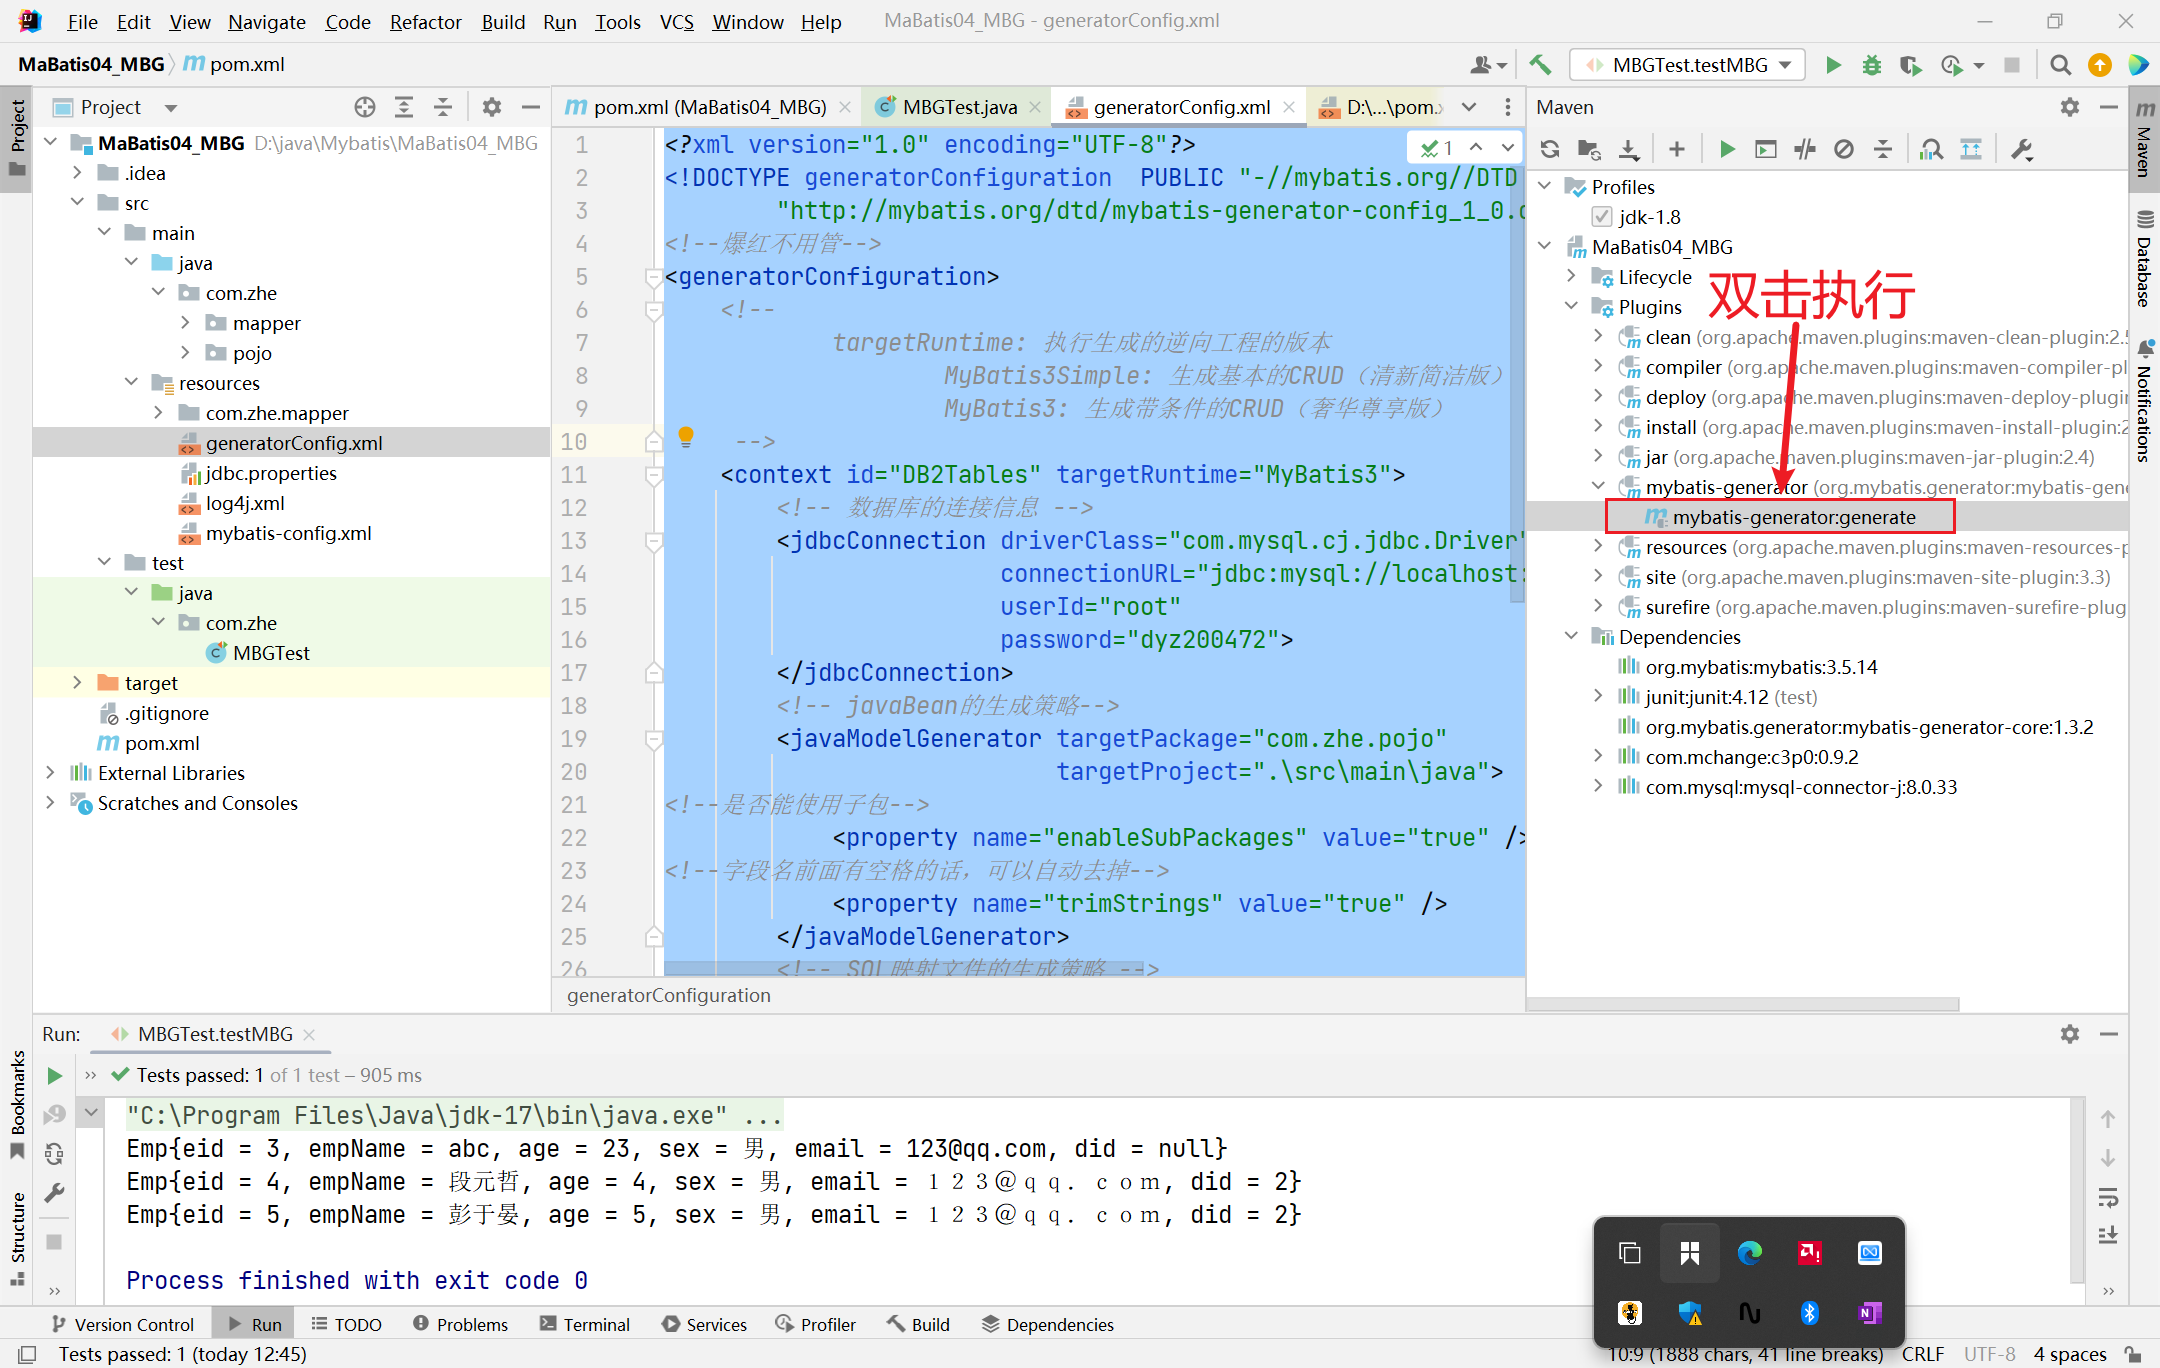 File Edit View Navigate Code Refactor Build Run Tools VCS Window Help MaBatis04_MBG - generatorConfig.xml
MaBatis04_MBG pom.xml
MBGTest.testMBG
Project
pom.xml (MaBatis04_MBG) MBGTest.java generatorConfig.xml D:\...\pom.x
Maven
Project
MaBatis04_MBG D:\java\Mybatis\MaBatis04_MBG
.idea
src
main
java
com.zhe
mapper
pojo
resources
com.zhe.mapper
generatorConfig.xml
jdbc.properties
log4j.xml
mybatis-config.xml
test
java
com.zhe
MBGTest
target
.gitignore
pom.xml
External Libraries
Scratches and Consoles
1 <?xml version="1.0" encoding="UTF-8"?>
1
2 <!DOCTYPE generatorConfiguration PUBLIC "-//mybatis.org//DTD
3 "http://mybatis.org/dtd/mybatis-generator-config_1_0.d
4 <!--爆红不用管-->
5 <generatorConfiguration>
6 <!--
7 targetRuntime: 执行生成的逆向工程的版本
8 MyBatis3Simple: 生成基本的CRUD（清新简洁版）
9 MyBatis3: 生成带条件的CRUD（奢华尊享版）
10 -->
11 <context id="DB2Tables" targetRuntime="MyBatis3">
12 <!-- 数据库的连接信息 -->
13 <jdbcConnection driverClass="com.mysql.cj.jdbc.Driver"
14 connectionURL="jdbc:mysql://localhost:
15 userId="root"
16 password="dyz200472">
17 </jdbcConnection>
18 <!-- javaBean的生成策略-->
19 <javaModelGenerator targetPackage="com.zhe.pojo"
20 targetProject=".\src\main\java">
21 <!--是否能使用子包-->
22 <property name="enableSubPackages" value="true" />
23 <!--字段名前面有空格的话，可以自动去掉-->
24 <property name="trimStrings" value="true" />
25 </javaModelGenerator>
26 <!-- SQL映射文件的生成策略 -->
generatorConfiguration
Profiles
jdk-1.8
MaBatis04_MBG
Lifecycle
双击执行
Plugins
clean (org.apache.maven.plugins:maven-clean-plugin:2.5
compiler (org.apache.maven.plugins:maven-compiler-pl
deploy (org.apache.maven.plugins:maven-deploy-plugin
install (org.apache.maven.plugins:maven-install-plugin:2
jar (org.apache.maven.plugins:maven-jar-plugin:2.4)
mybatis-generator (org.mybatis.generator:mybatis-gene
mybatis-generator:generate
resources (org.apache.maven.plugins:maven-resources-p
site (org.apache.maven.plugins:maven-site-plugin:3.3)
surefire (org.apache.maven.plugins:maven-surefire-plug
Dependencies
org.mybatis:mybatis:3.5.14
junit:junit:4.12 (test)
org.mybatis.generator:mybatis-generator-core:1.3.2
com.mchange:c3p0:0.9.2
com.mysql:mysql-connector-j:8.0.33
Maven
Database
Notifications
Bookmarks
Structure
Run: MBGTest.testMBG
Tests passed: 1 of 1 test – 905 ms
"C:\Program Files\Java\jdk-17\bin\java.exe" ...
Emp{eid = 3, empName = abc, age = 23, sex = 男, email = 123@qq.com, did = null}
Emp{eid = 4, empName = 段元哲, age = 4, sex = 男, email = １２３＠ｑｑ．ｃｏｍ, did = 2}
Emp{eid = 5, empName = 彭于晏, age = 5, sex = 男, email = １２３＠ｑｑ．ｃｏｍ, did = 2}
Process finished with exit code 0
Version Control Run TODO Problems Terminal Services Profiler Build Dependencies
Tests passed: 1 (today 12:45)
10:9 (1888 chars, 41 line breaks) CRLF UTF-8 4 spaces